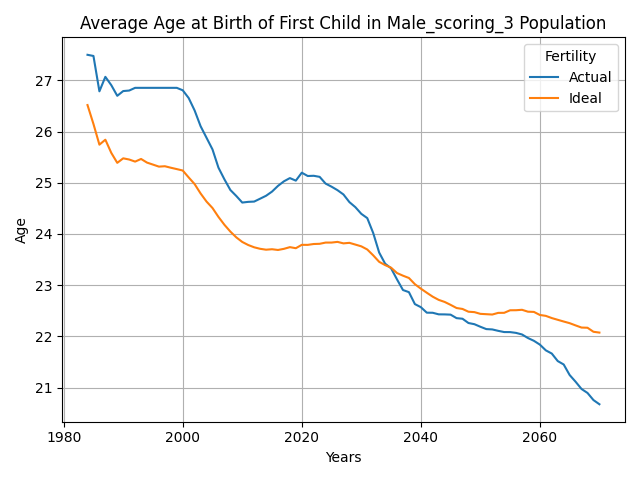 Average Age at Birth of First Child in Male_scoring_3 Population
Fertility
Actual
Ideal
27
26
25
24
23
22
21
Age
1980
2000
2020
2040
2060
Years